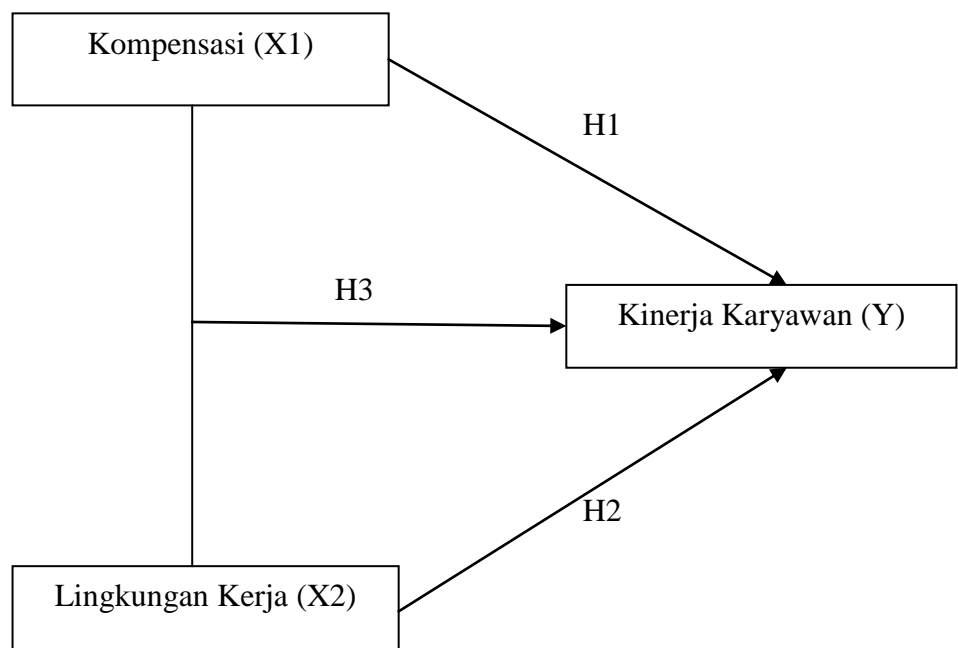 Kompensasi (X1)
H1
H3
Kinerja Karyawan (Y)
H2
Lingkungan Kerja (X2)